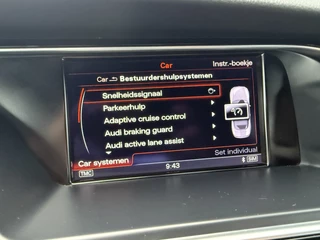 Car
Instr.-boekje
Car Bestuurdershulpsystemen
Snelheidssignaal
Parkeerhulp
Adaptive cruise control
Audi braking guard
Audi active lane assist
Car systemen
Set individual
TMC
9:43
SIM